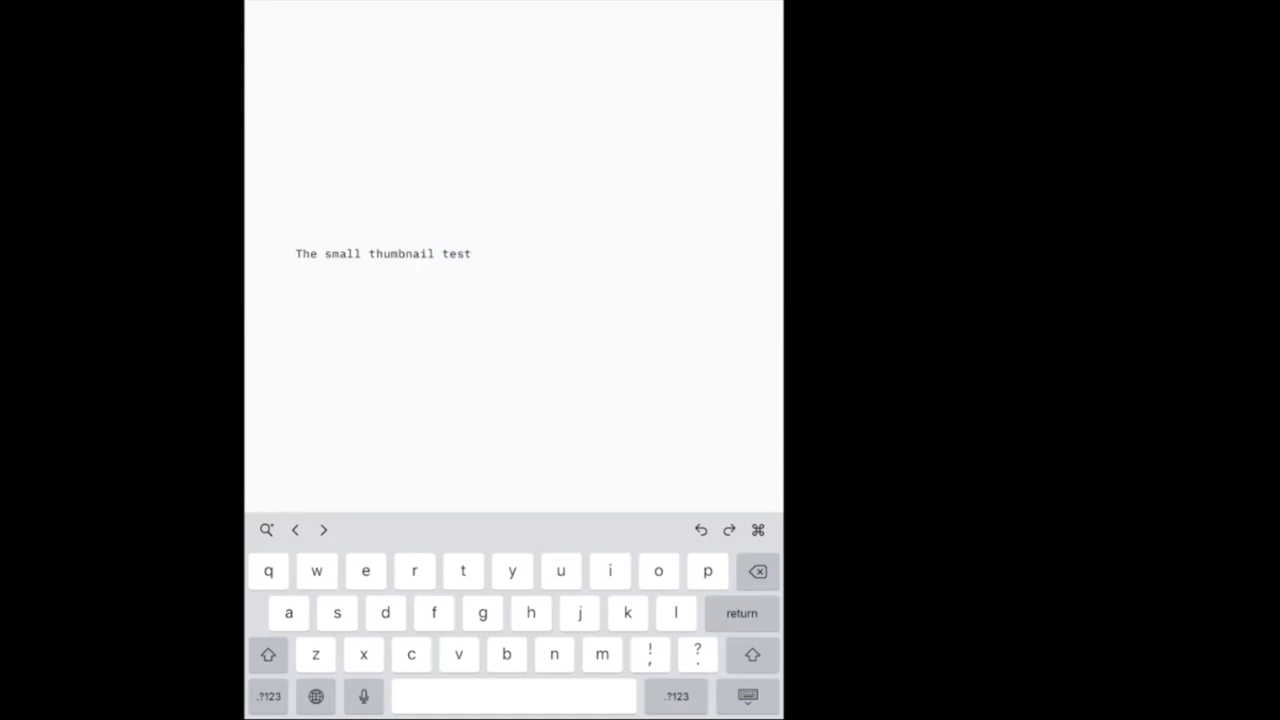 The small thumbnail test
q w e r t y u i o p
a s d f g h j k l return
z x c v b n m ! , ? .
.?123 .?123